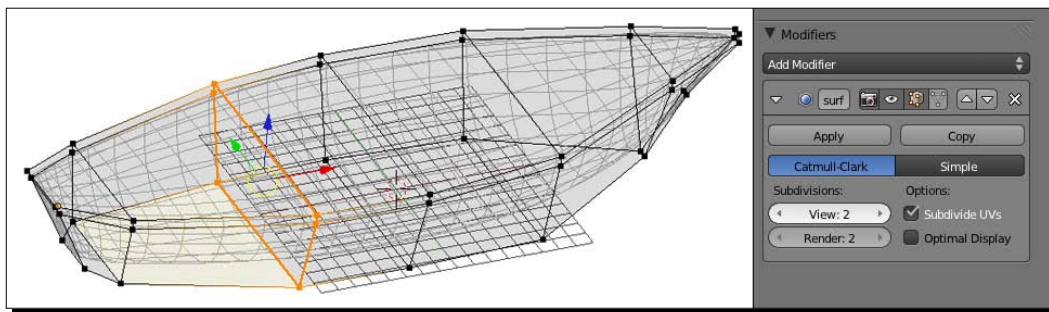 Modifiers
Add Modifier
surf
Apply
Copy
Catmull-Clark
Simple
Subdivisions:
Options:
View: 2
Subdivide UVs
Render: 2
Optimal Display